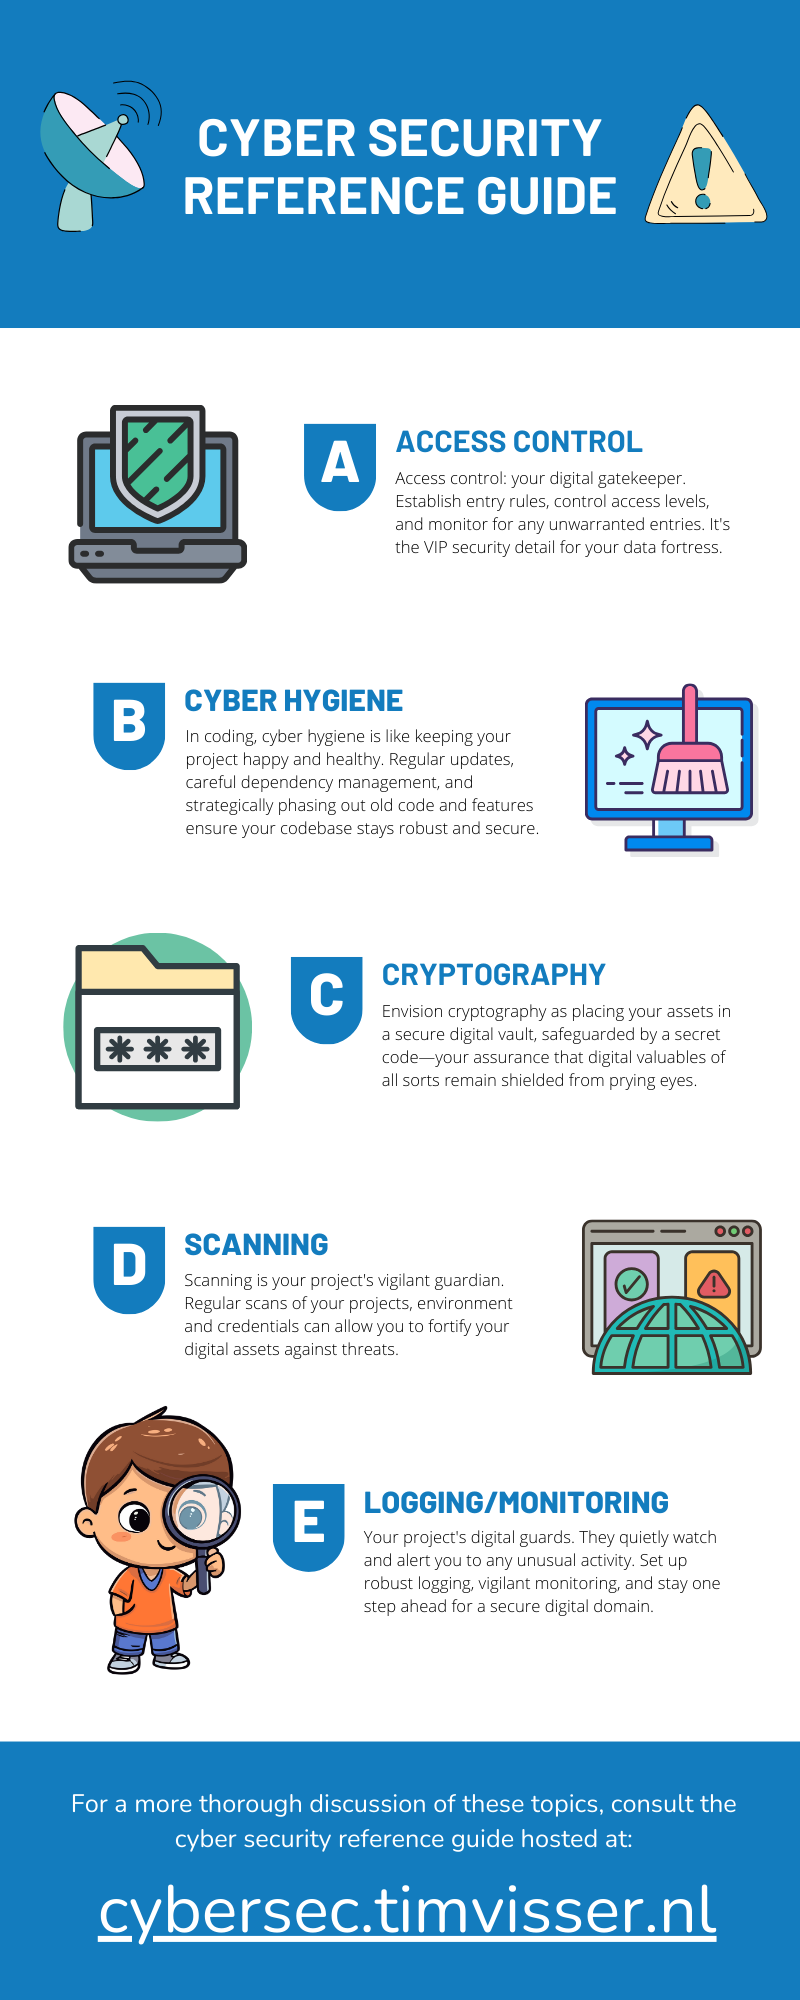 CYBER SECURITY
REFERENCE GUIDE
A
ACCESS CONTROL
Access control: your digital gatekeeper.
Establish entry rules, control access levels,
and monitor for any unwarranted entries. It's
the VIP security detail for your data fortress.
B
CYBER HYGIENE
In coding, cyber hygiene is like keeping your
project happy and healthy. Regular updates,
careful dependency management, and
strategically phasing out old code and features
ensure your codebase stays robust and secure.
C
CRYPTOGRAPHY
Envision cryptography as placing your assets in
a secure digital vault, safeguarded by a secret
code—your assurance that digital valuables of
all sorts remain shielded from prying eyes.
D
SCANNING
Scanning is your project's vigilant guardian.
Regular scans of your projects, environment
and credentials can allow you to fortify your
digital assets against threats.
E
LOGGING/MONITORING
Your project's digital guards. They quietly watch
and alert you to any unusual activity. Set up
robust logging, vigilant monitoring, and stay one
step ahead for a secure digital domain.
For a more thorough discussion of these topics, consult the
cyber security reference guide hosted at:
cybersec.timvisser.nl